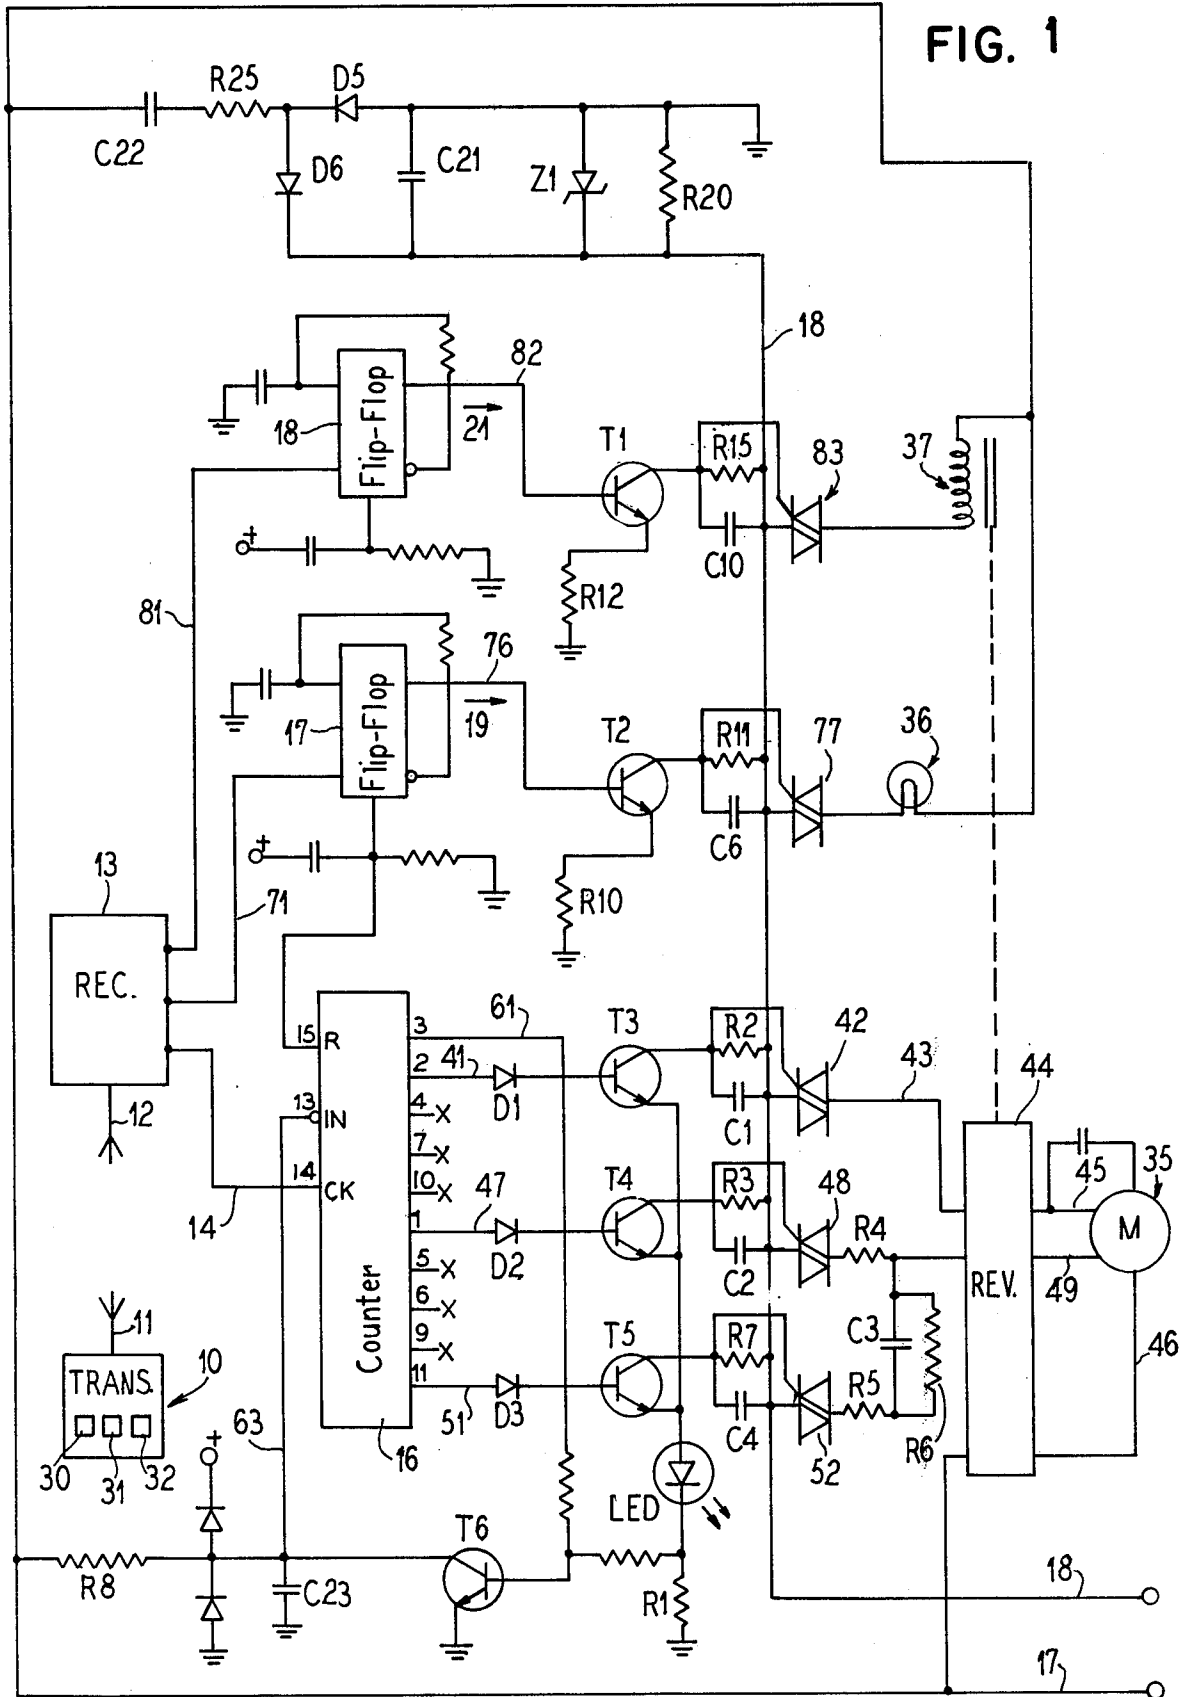 FIG. 1
R25
D5
C22
D6
C21
Z1
R20
18
82
18
Flip-Flop
21
T1
R15
83
37
+
C10
R12
81
76
17
Flip-Flop
19
T2
R11
77
36
+
C6
R10
13
71
REC.
12
61
15
R
3
41
2
D1
T3
R2
42
43
44
13
IN
4
X
C1
7
X
14
CK
10
X
14
1
47
D2
T4
R3
48
R4
45
35
M
5
X
C2
49
REV.
6
X
11
Counter
9
X
T5
R7
C3
46
TRANS.
10
11
51
D3
R5
C4
52
R6
30
31
32
63
+
16
LED
T6
R8
C23
R1
18
17